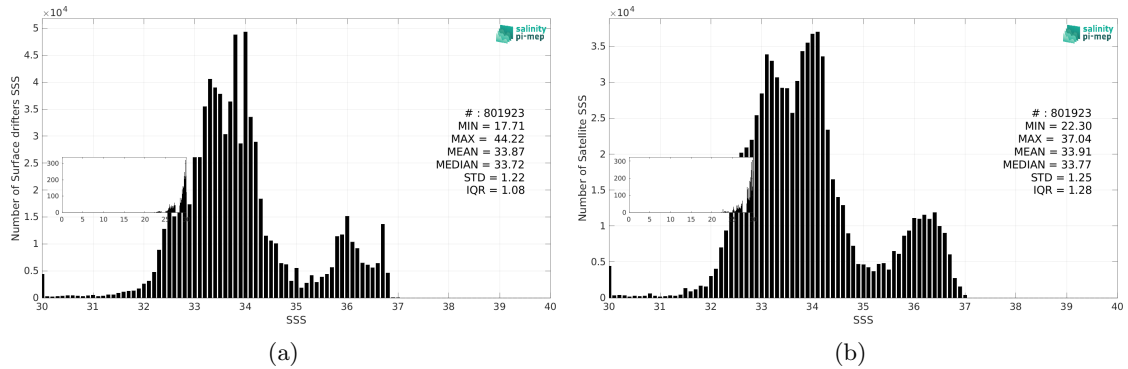 ×10⁴
5
4.5
4
3.5
3
2.5
2
1.5
1
0.5
0
Number of Surface drifters SSS
salinity
pi-mep
# : 801923
MIN = 17.71
MAX = 44.22
MEAN = 33.87
MEDIAN = 33.72
STD = 1.22
IQR = 1.08
300
200
100
0
0 5 10 15 20 25
30 31 32 33 34 35 36 37 38 39 40
SSS
(a)
×10⁴
3.5
3
2.5
2
1.5
1
0.5
0
Number of Satellite SSS
salinity
pi-mep
# : 801923
MIN = 22.30
MAX = 37.04
MEAN = 33.91
MEDIAN = 33.77
STD = 1.25
IQR = 1.28
300
200
100
0
0 5 10 15 20
30 31 32 33 34 35 36 37 38 39 40
SSS
(b)